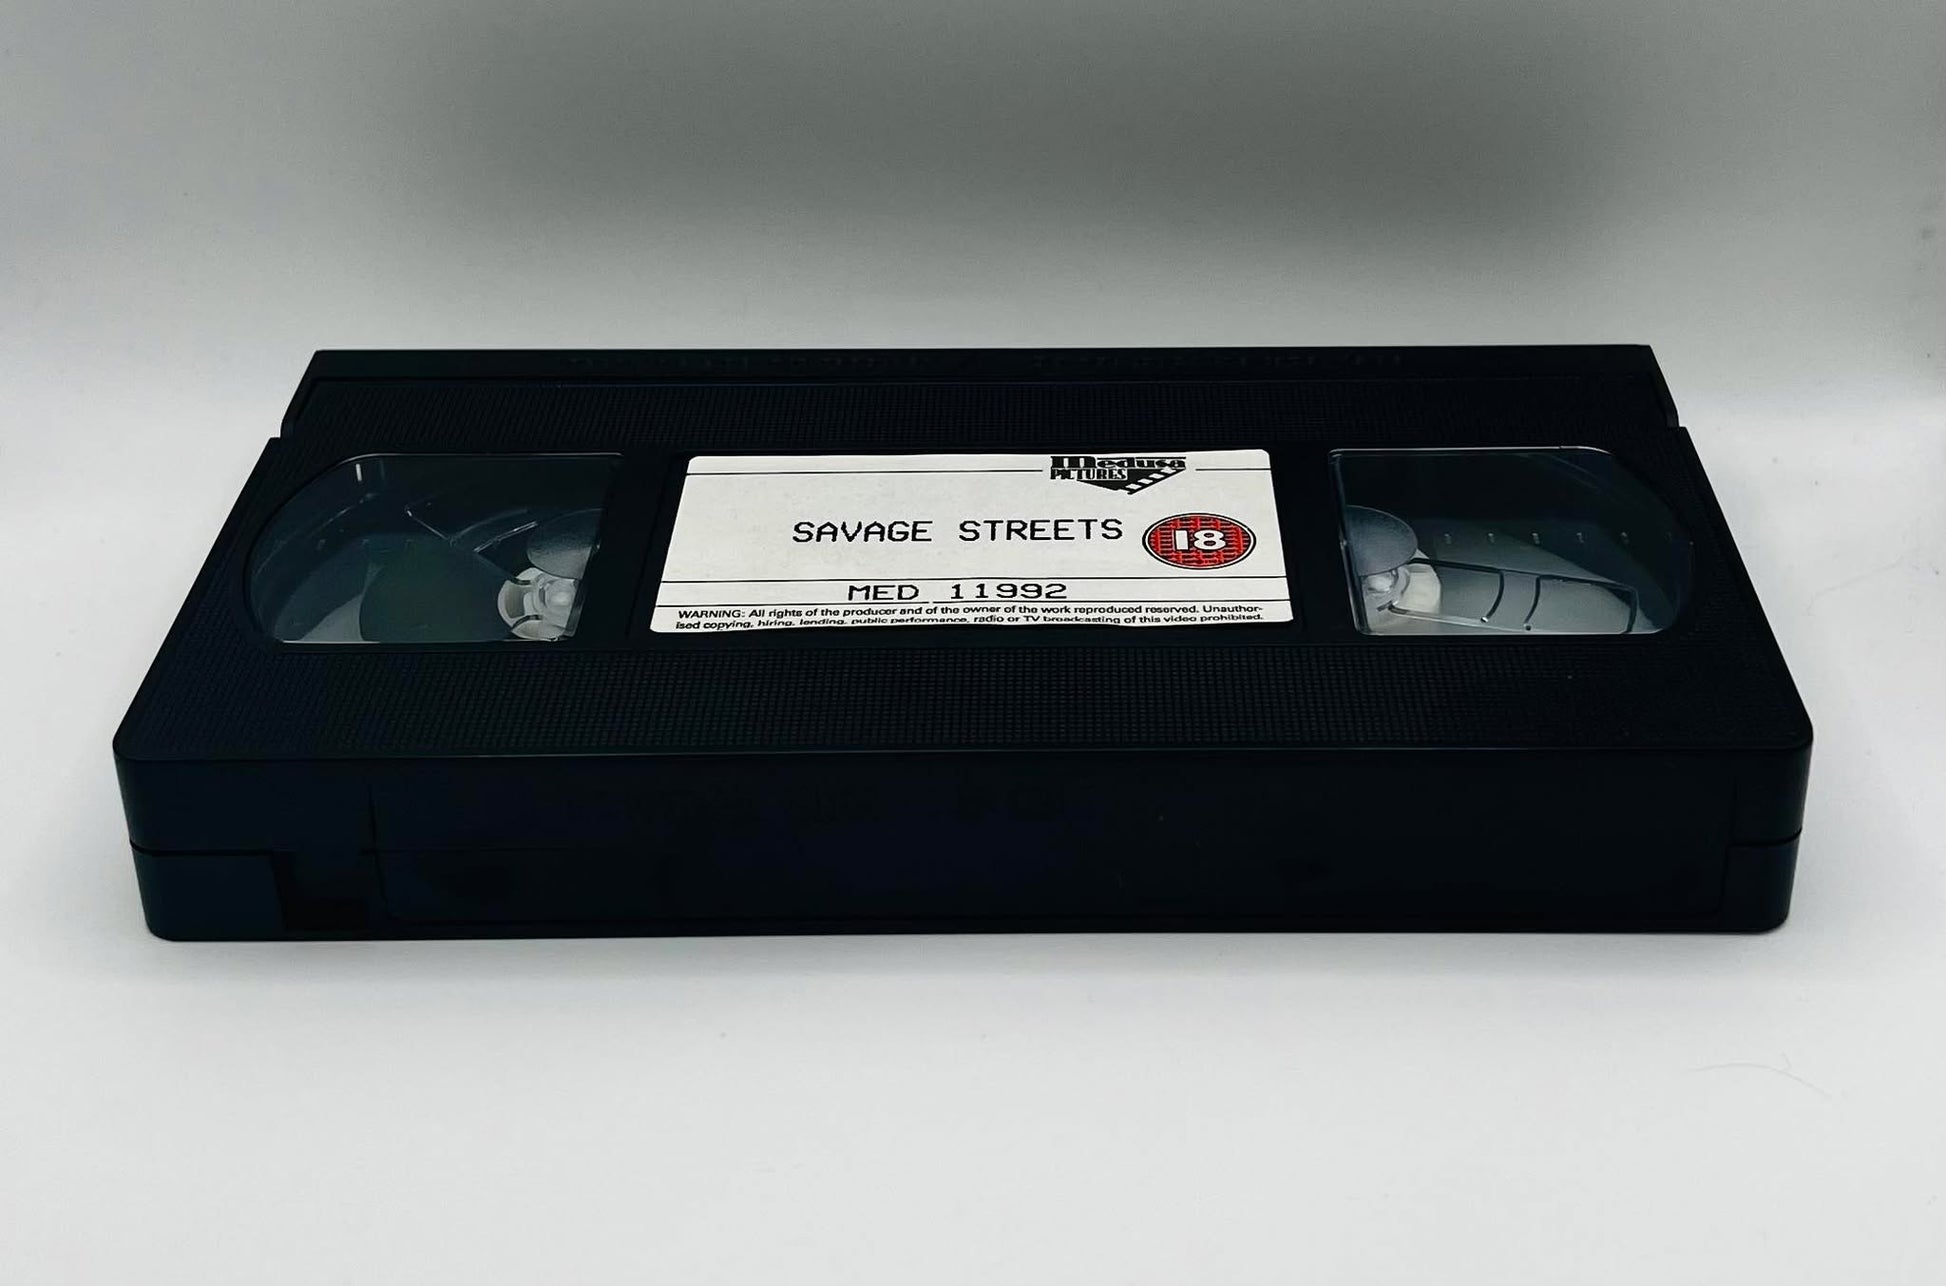 Medusa
PICTURES
SAVAGE STREETS
18
MED 11992
WARNING: All rights of the producer and of the owner of the work reproduced reserved. Unauthor-
ised copying, hiring, lending, public performance, radio or TV broadcasting of this video prohibited.